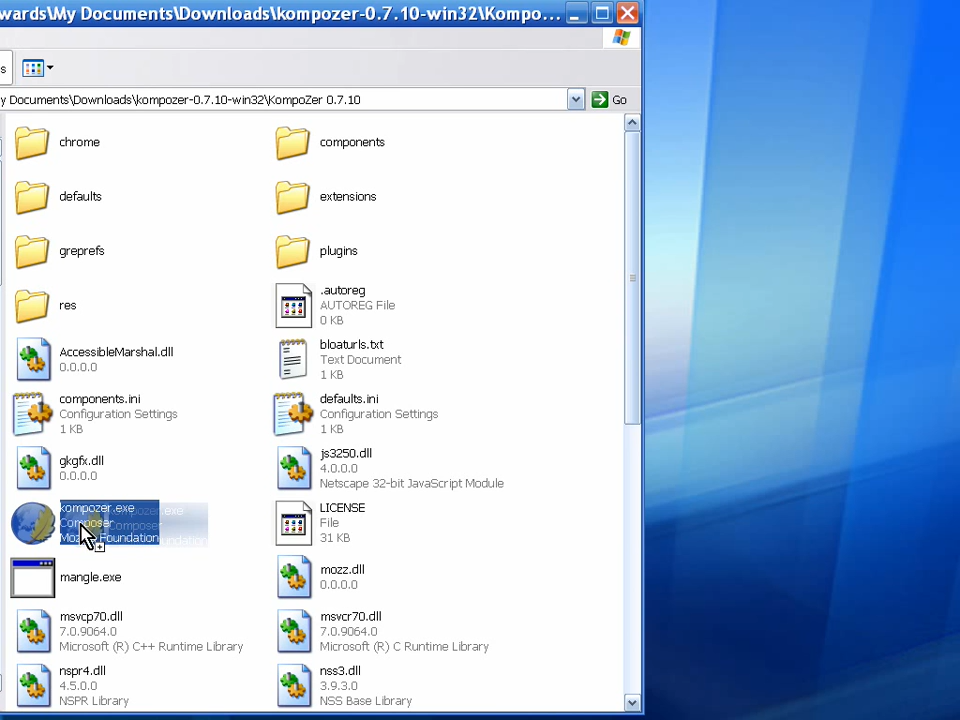 wards\My Documents\Downloads\kompozer-0.7.10-win32\Kompo...
s
Go
y Documents\Downloads\kompozer-0.7.10-win32\KompoZer 0.7.10
chrome
components
defaults
extensions
greprefs
plugins
res
.autoreg
AUTOREG File
0 KB
AccessibleMarshal.dll
0.0.0.0
bloaturls.txt
Text Document
1 KB
components.ini
Configuration Settings
1 KB
defaults.ini
Configuration Settings
1 KB
gkgfx.dll
0.0.0.0
js3250.dll
4.0.0.0
Netscape 32-bit JavaScript Module
kompozer.exe
Composer
Mozilla Foundation
LICENSE
File
31 KB
mangle.exe
mozz.dll
0.0.0.0
msvcp70.dll
7.0.9064.0
Microsoft (R) C++ Runtime Library
msvcr70.dll
7.0.9064.0
Microsoft (R) C Runtime Library
nspr4.dll
4.5.0.0
NSPR Library
nss3.dll
3.9.3.0
NSS Base Library